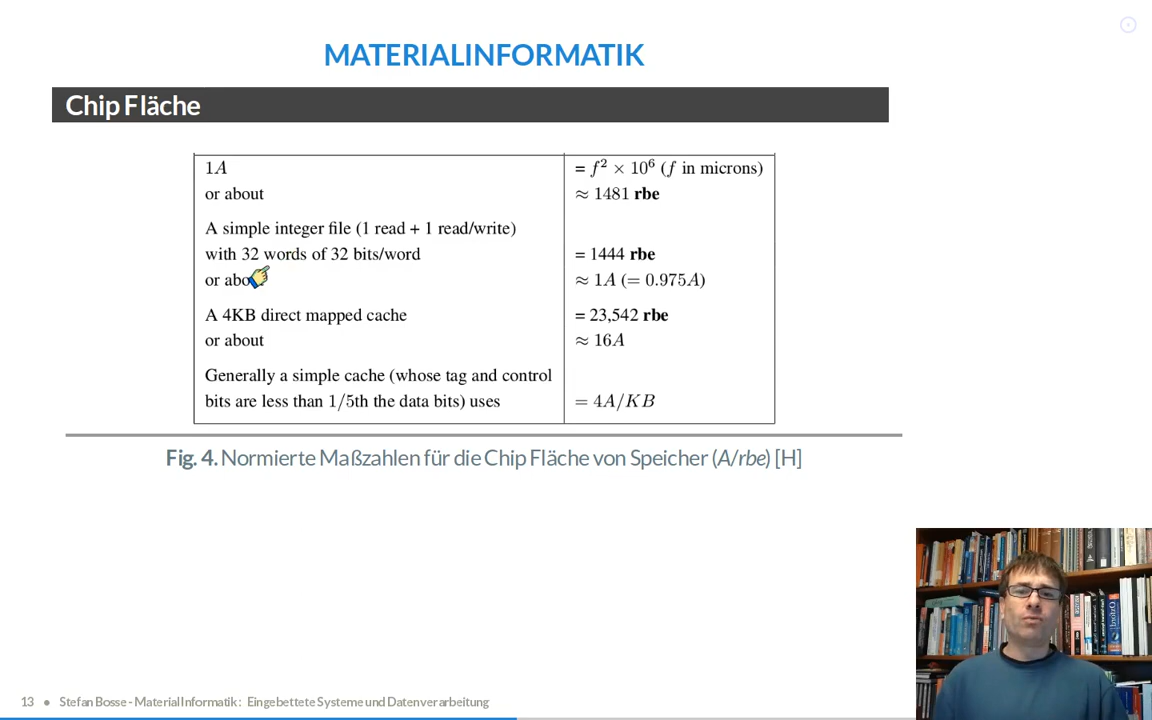 MATERIALINFORMATIK
Chip Fläche
1A = f² × 10⁶ (f in microns)
or about ≈ 1481 rbe
A simple integer file (1 read + 1 read/write)
with 32 words of 32 bits/word = 1444 rbe
or abo ≈ 1A (= 0.975A)
A 4KB direct mapped cache = 23,542 rbe
or about ≈ 16A
Generally a simple cache (whose tag and control
bits are less than 1/5th the data bits) uses = 4A/KB
Fig. 4. Normierte Maßzahlen für die Chip Fläche von Speicher (A/rbe) [H]
13 • Stefan Bosse - MaterialInformatik : Eingebettete Systeme und Datenverarbeitung